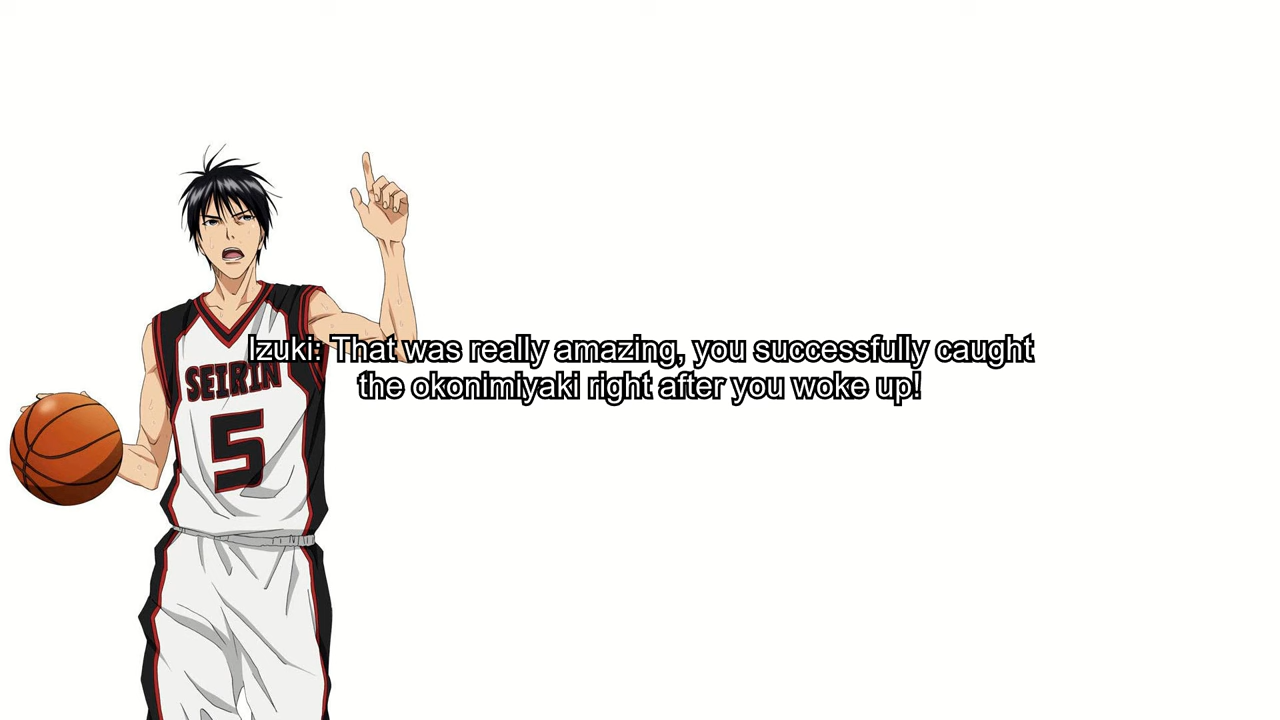 Izuki: That was really amazing, you successfully caught
the okonimiyaki right after you woke up!
SEIRIN
5